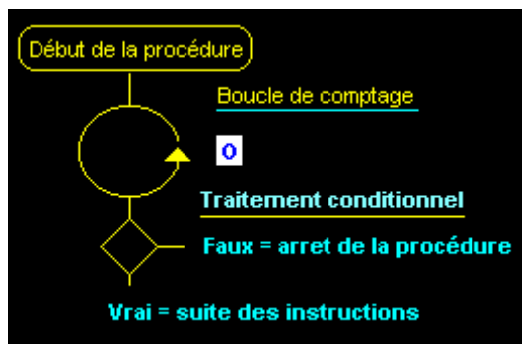 Début de la procédure
Boucle de comptage
0
Traitement conditionnel
Faux = arret de la procédure
Vrai = suite des instructions